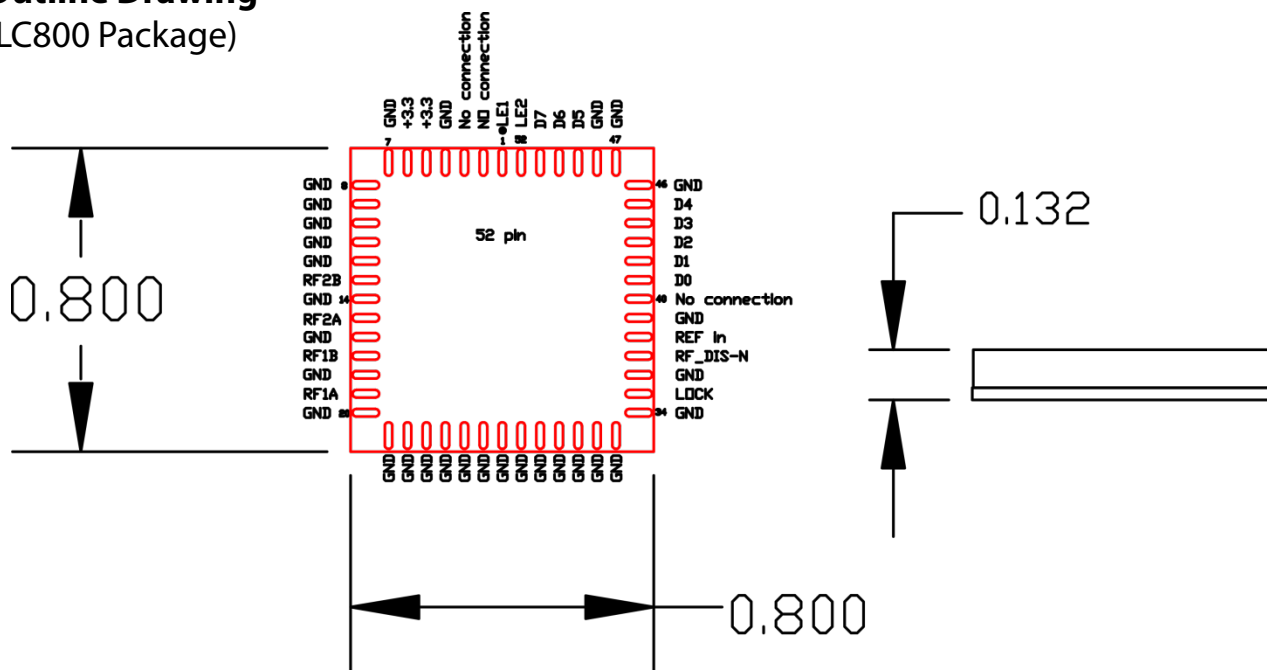 utline Drawing
LC800 Package)
GND
+3.3
+3.3
GND
No connection
NO connection
LE1
LE2
D7
D6
D5
GND
GND
7
1
52
47
GND 8
GND
GND
GND
GND
RF2B
GND 14
RF2A
GND
RF1B
GND
RF1A
GND 20
52 pin
46 GND
D4
D3
D2
D1
D0
40 No connection
GND
REF in
RF_DIS-N
GND
LOCK
34 GND
GND
GND
GND
GND
GND
GND
GND
GND
GND
GND
GND
GND
GND
0.800
0.800
0.132